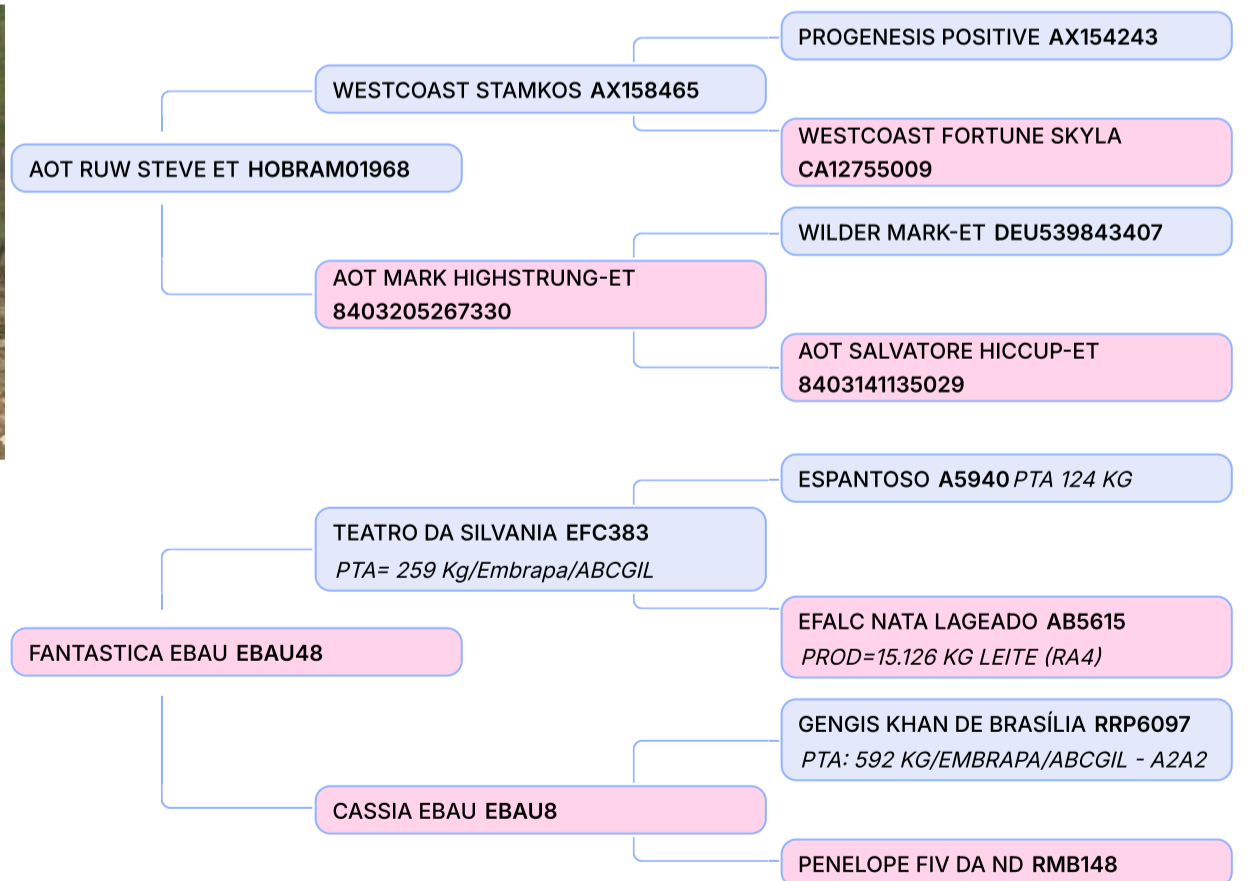 PROGENESIS POSITIVE AX154243
WESTCOAST STAMKOS AX158465
WESTCOAST FORTUNE SKYLA
CA12755009
AOT RUW STEVE ET HOBRAM01968
WILDER MARK-ET DEU539843407
AOT MARK HIGHSTRUNG-ET
8403205267330
AOT SALVATORE HICCUP-ET
8403141135029
ESPANTOSO A5940 PTA 124 KG
TEATRO DA SILVANIA EFC383
PTA= 259 Kg/Embrapa/ABCGIL
EFALC NATA LAGEADO AB5615
PROD=15.126 KG LEITE (RA4)
FANTASTICA EBAU EBAU48
GENGIS KHAN DE BRASÍLIA RRP6097
PTA: 592 KG/EMBRAPA/ABCGIL - A2A2
CASSIA EBAU EBAU8
PENELOPE FIV DA ND RMB148